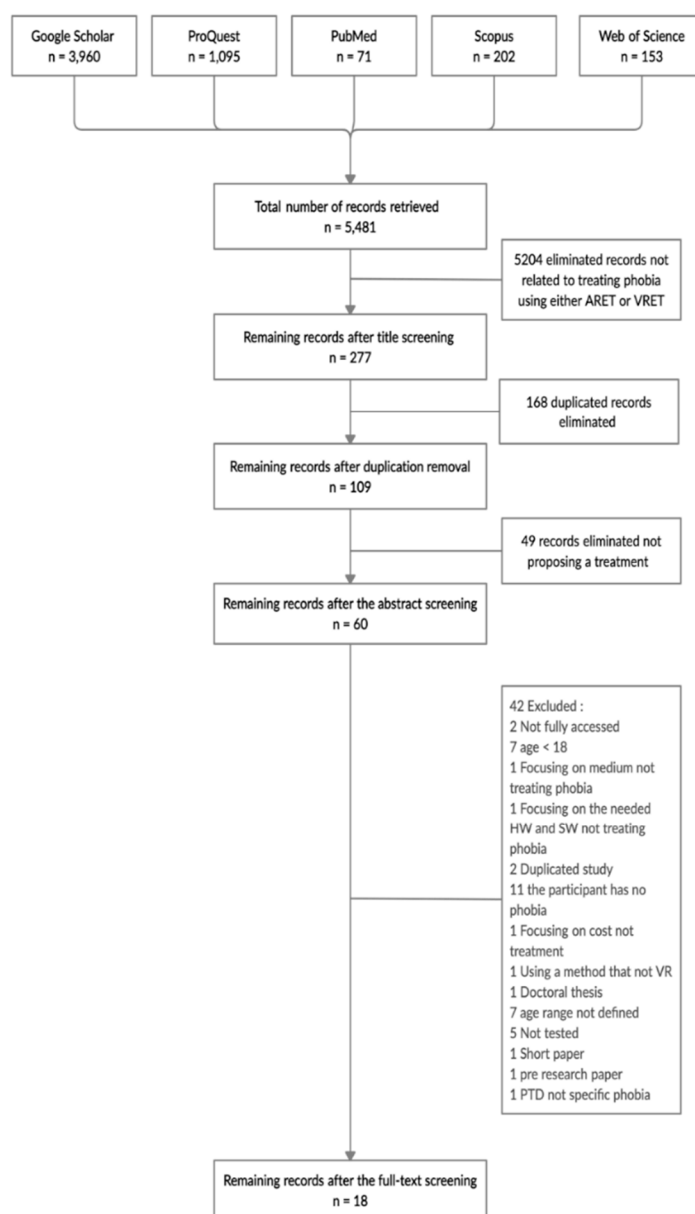 Google Scholar
n = 3,960
ProQuest
n = 1,095
PubMed
n = 71
Scopus
n = 202
Web of Science
n = 153
Total number of records retrieved
n = 5,481
5204 eliminated records not
related to treating phobia
using either ARET or VRET
Remaining records after title screening
n = 277
168 duplicated records
eliminated
Remaining records after duplication removal
n = 109
49 records eliminated not
proposing a treatment
Remaining records after the abstract screening
n = 60
42 Excluded :
2 Not fully accessed
7 age < 18
1 Focusing on medium not
treating phobia
1 Focusing on the needed
HW and SW not treating
phobia
2 Duplicated study
11 the participant has no
phobia
1 Focusing on cost not
treatment
1 Using a method that not VR
1 Doctoral thesis
7 age range not defined
5 Not tested
1 Short paper
1 pre research paper
1 PTD not specific phobia
Remaining records after the full-text screening
n = 18